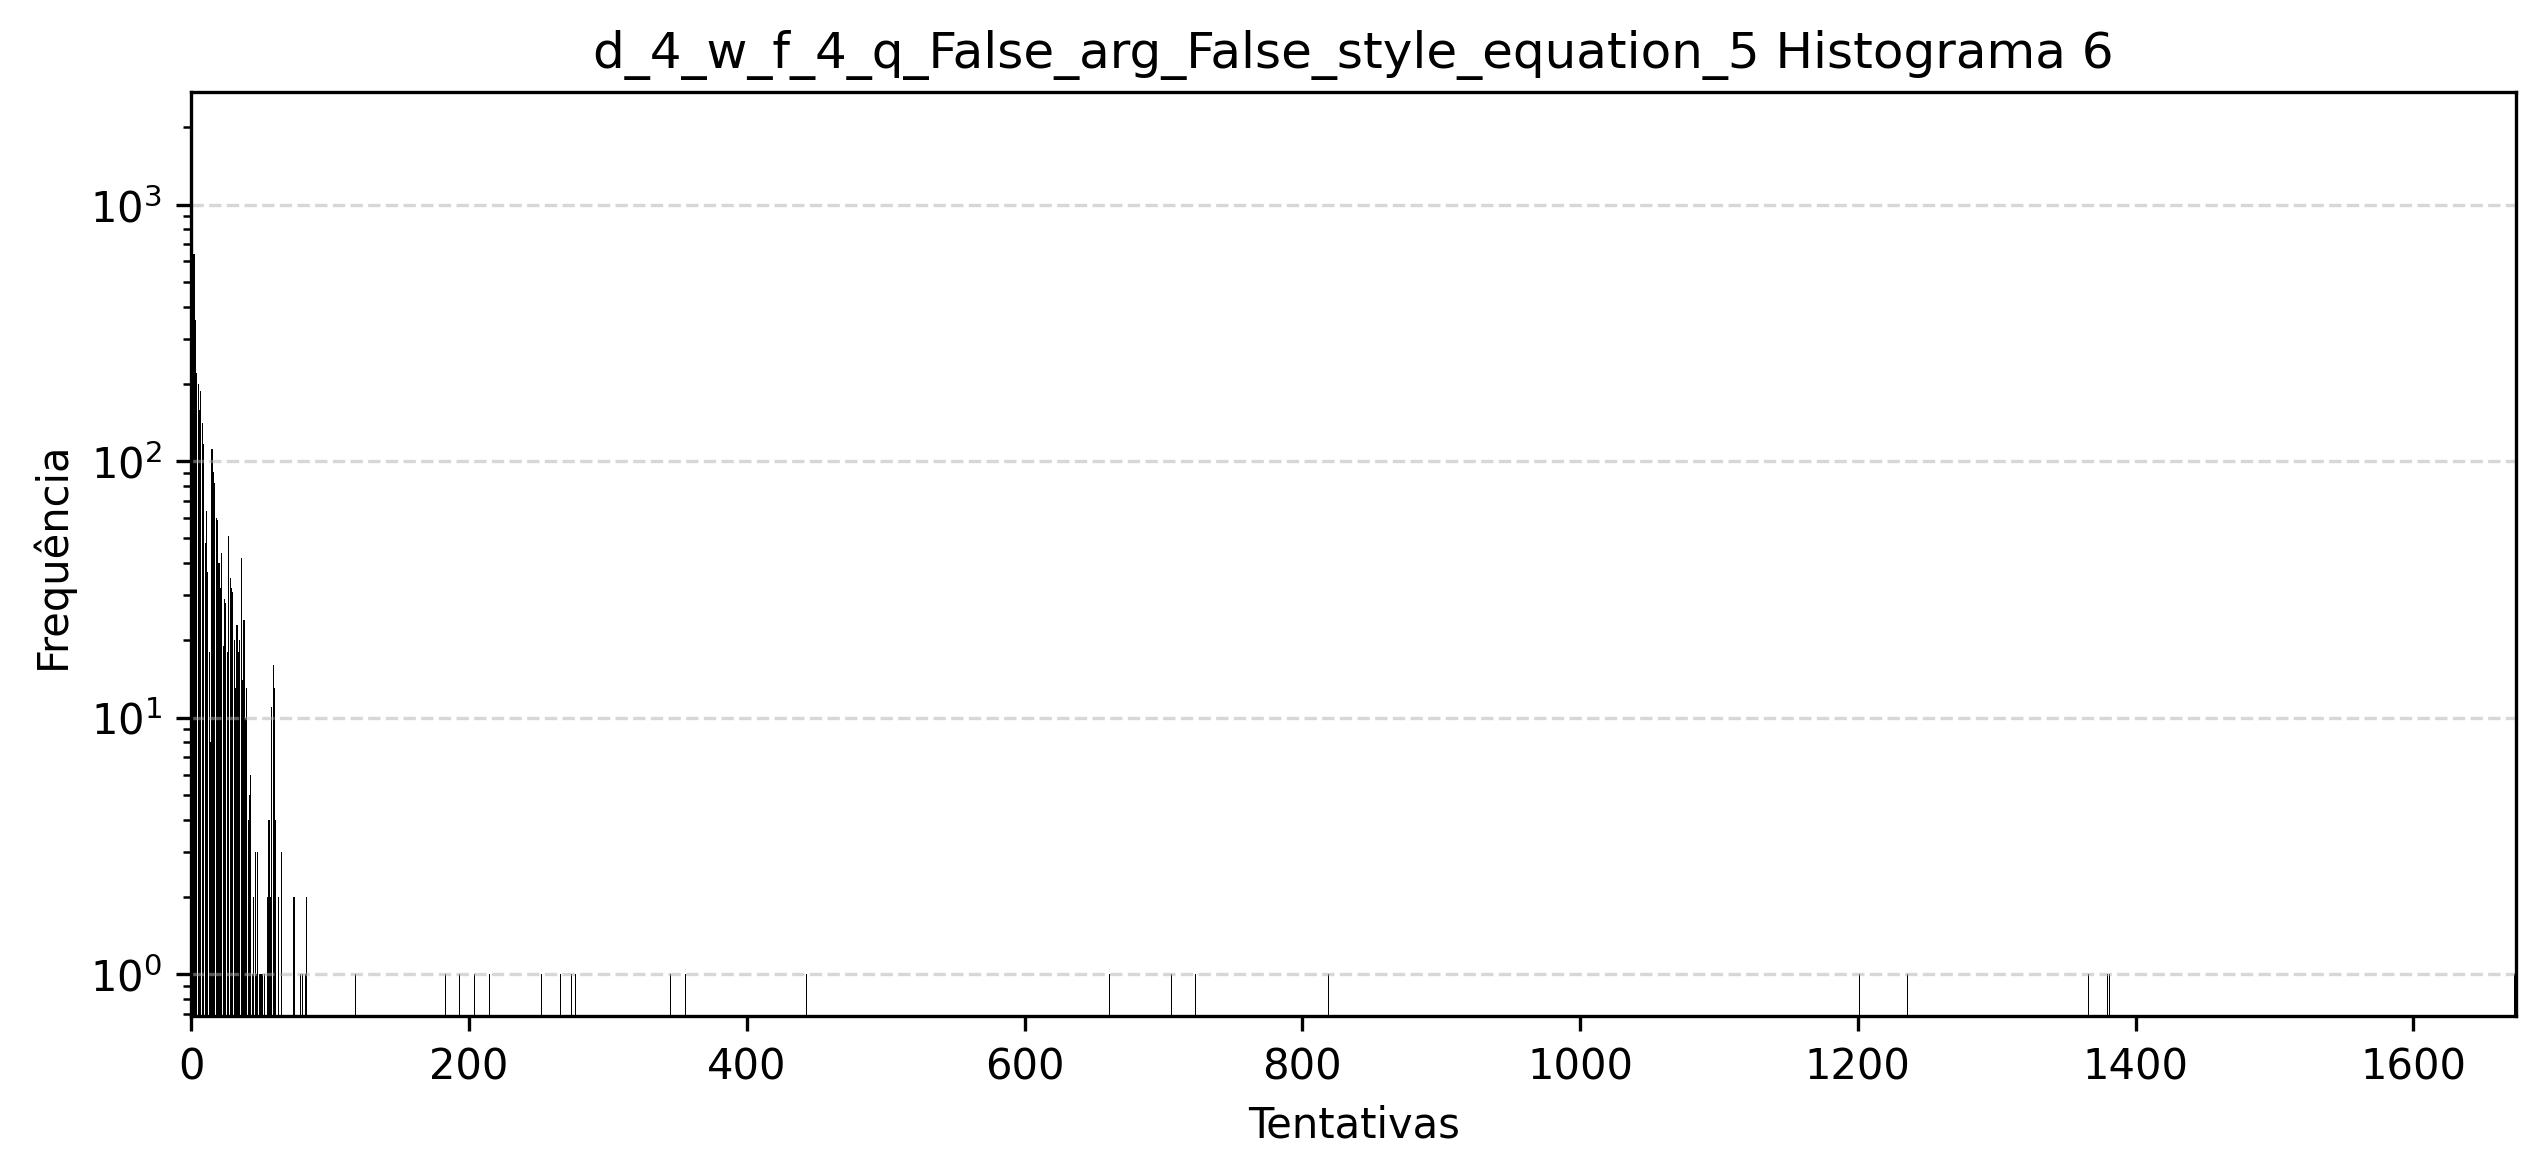 d_4_w_f_4_q_False_arg_False_style_equation_5 Histograma 6
Frequência
10³
10²
10¹
10⁰
0 200 400 600 800 1000 1200 1400 1600
Tentativas